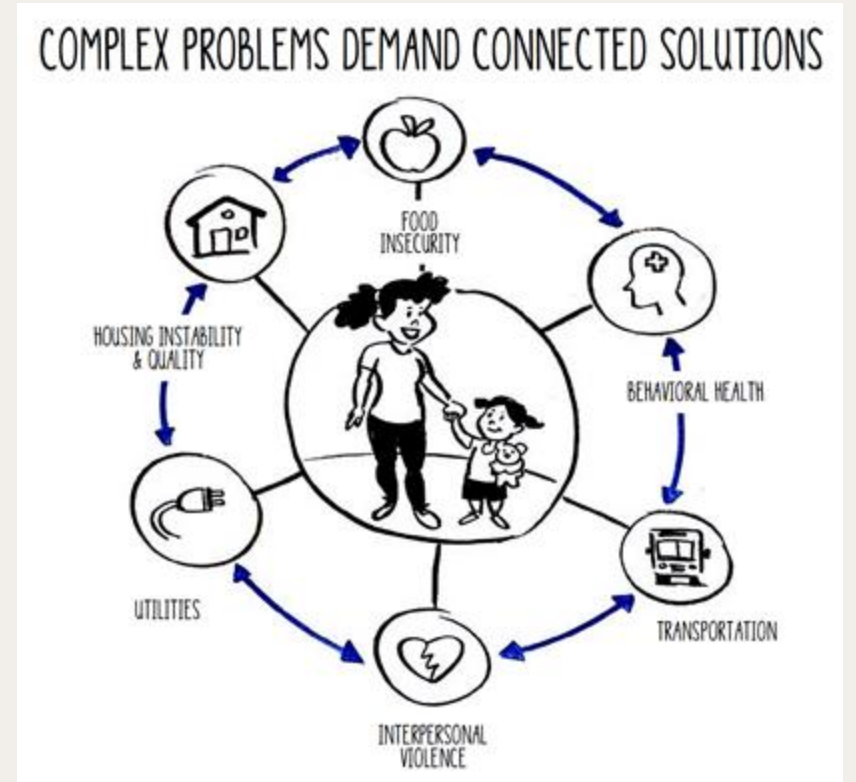 COMPLEX PROBLEMS DEMAND CONNECTED SOLUTIONS
FOOD
INSECURITY
HOUSING INSTABILITY
& QUALITY
BEHAVIORAL HEALTH
UTILITIES
TRANSPORTATION
INTERPERSONAL
VIOLENCE